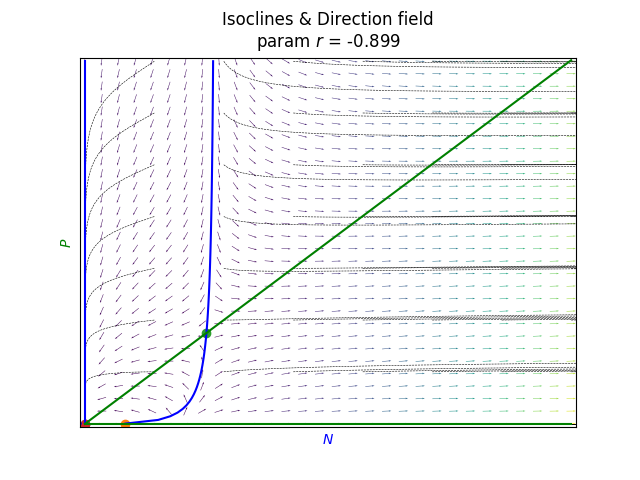 Isoclines & Direction field
param r = -0.899
P
N